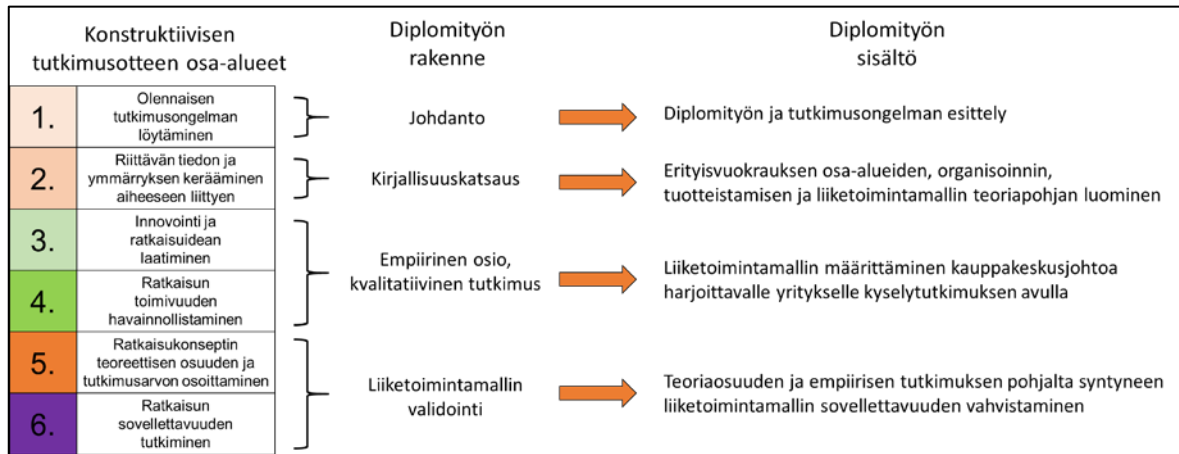 Konstruktiivisen
tutkimusotteen osa-alueet
Diplomityön
rakenne
Diplomityön
sisältö
1.
Olennaisen
tutkimusongelman
löytäminen
Johdanto
Diplomityön ja tutkimusongelman esittely
2.
Riittävän tiedon ja
ymmärryksen kerääminen
aiheeseen liittyen
Kirjallisuuskatsaus
Erityisvuokrauksen osa-alueiden, organisoinnin,
tuotteistamisen ja liiketoimintamallin teoriapohjan luominen
3.
Innovointi ja
ratkaisuidean
laatiminen
4.
Ratkaisun
toimivuuden
havainnollistaminen
Empiirinen osio,
kvalitatiivinen tutkimus
Liiketoimintamallin määrittäminen kauppakeskusjohtoa
harjoittavalle yritykselle kyselytutkimuksen avulla
5.
Ratkaisukonseptin
teoreettisen osuuden ja
tutkimusarvon osoittaminen
6.
Ratkaisun
sovellettavuuden
tutkiminen
Liiketoimintamallin
validointi
Teoriaosuuden ja empiirisen tutkimuksen pohjalta syntyneen
liiketoimintamallin sovellettavuuden vahvistaminen